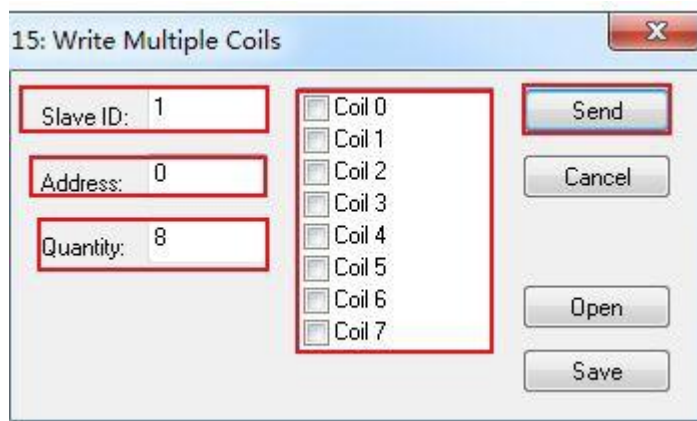 15: Write Multiple Coils
Slave ID: 1
Address: 0
Quantity: 8
Coil 0
Coil 1
Coil 2
Coil 3
Coil 4
Coil 5
Coil 6
Coil 7
Send
Cancel
Open
Save